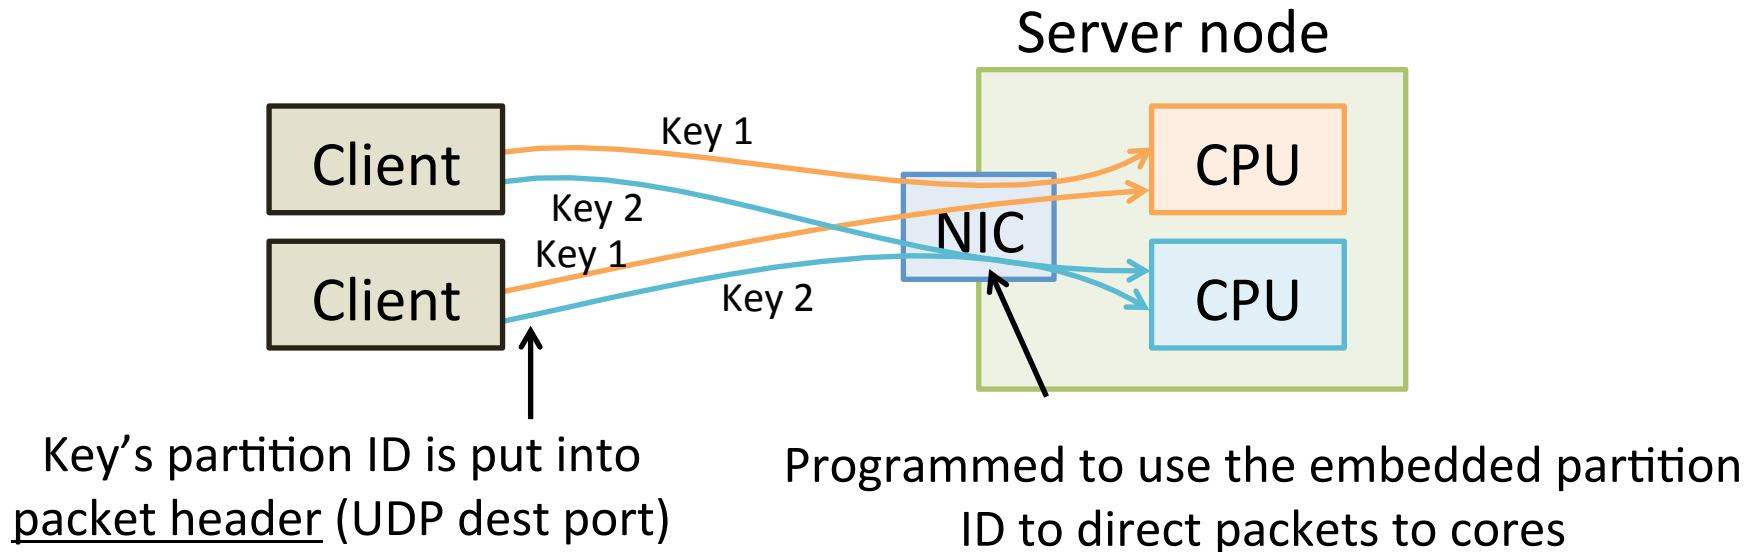 Server node
Key 1
Client
CPU
Key 2
NIC
Key 1
Client
Key 2
CPU
Key’s partition ID is put into
packet header (UDP dest port)
Programmed to use the embedded partition
ID to direct packets to cores